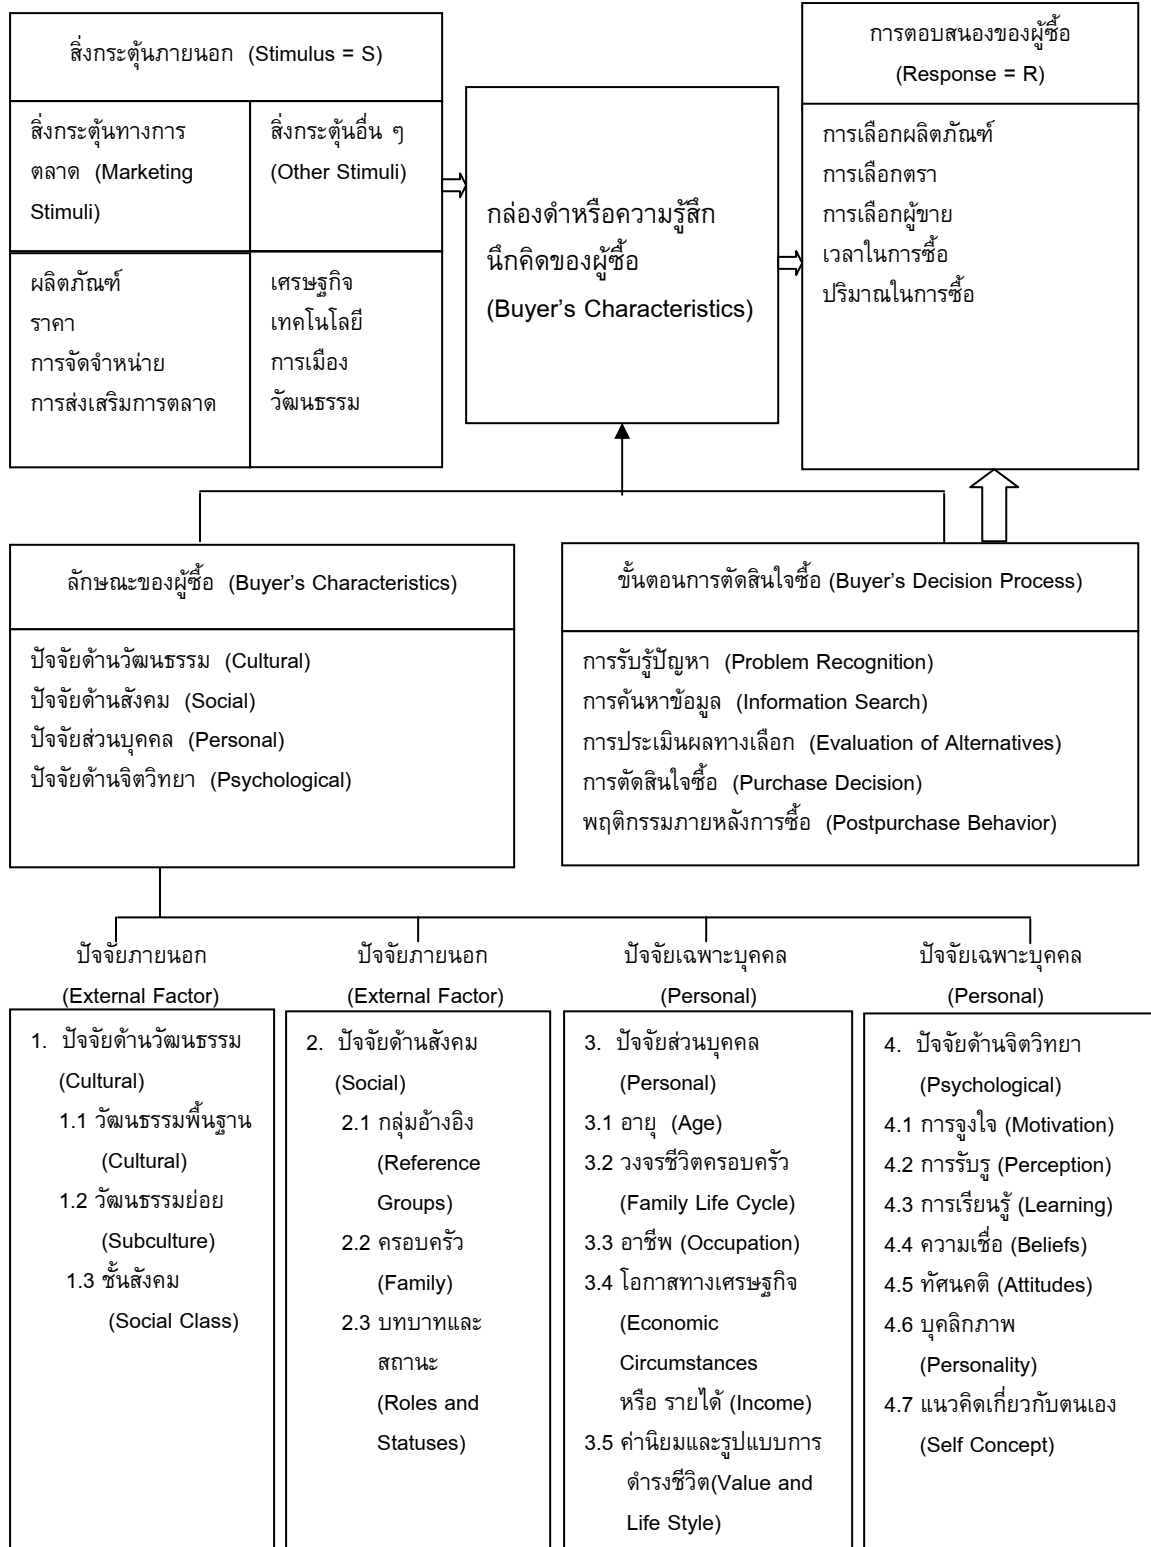 สิ่งกระตุ้นภายนอก (Stimulus = S)
สิ่งกระตุ้นทางการ
ตลาด (Marketing
Stimuli)
สิ่งกระตุ้นอื่น ๆ
(Other Stimuli)
ผลิตภัณฑ์
ราคา
การจัดจำหน่าย
การส่งเสริมการตลาด
เศรษฐกิจ
เทคโนโลยี
การเมือง
วัฒนธรรม
กล่องดำหรือความรู้สึก
นึกคิดของผู้ซื้อ
(Buyer's Characteristics)
การตอบสนองของผู้ซื้อ
(Response = R)
การเลือกผลิตภัณฑ์
การเลือกตรา
การเลือกผู้ขาย
เวลาในการซื้อ
ปริมาณในการซื้อ
ลักษณะของผู้ซื้อ (Buyer's Characteristics)
ปัจจัยด้านวัฒนธรรม (Cultural)
ปัจจัยด้านสังคม (Social)
ปัจจัยส่วนบุคคล (Personal)
ปัจจัยด้านจิตวิทยา (Psychological)
ขั้นตอนการตัดสินใจซื้อ (Buyer's Decision Process)
การรับรู้ปัญหา (Problem Recognition)
การค้นหาข้อมูล (Information Search)
การประเมินผลทางเลือก (Evaluation of Alternatives)
การตัดสินใจซื้อ (Purchase Decision)
พฤติกรรมภายหลังการซื้อ (Postpurchase Behavior)
ปัจจัยภายนอก
(External Factor)
1. ปัจจัยด้านวัฒนธรรม
(Cultural)
1.1 วัฒนธรรมพื้นฐาน
(Cultural)
1.2 วัฒนธรรมย่อย
(Subculture)
1.3 ชั้นสังคม
(Social Class)
ปัจจัยภายนอก
(External Factor)
2. ปัจจัยด้านสังคม
(Social)
2.1 กลุ่มอ้างอิง
(Reference
Groups)
2.2 ครอบครัว
(Family)
2.3 บทบาทและ
สถานะ
(Roles and
Statuses)
ปัจจัยเฉพาะบุคคล
(Personal)
3. ปัจจัยส่วนบุคคล
(Personal)
3.1 อายุ (Age)
3.2 วงจรชีวิตครอบครัว
(Family Life Cycle)
3.3 อาชีพ (Occupation)
3.4 โอกาสทางเศรษฐกิจ
(Economic
Circumstances
หรือ รายได้ (Income)
3.5 ค่านิยมและรูปแบบการ
ดำรงชีวิต(Value and
Life Style)
ปัจจัยเฉพาะบุคคล
(Personal)
4. ปัจจัยด้านจิตวิทยา
(Psychological)
4.1 การจูงใจ (Motivation)
4.2 การรับรู (Perception)
4.3 การเรียนรู้ (Learning)
4.4 ความเชื่อ (Beliefs)
4.5 ทัศนคติ (Attitudes)
4.6 บุคลิกภาพ
(Personality)
4.7 แนวคิดเกี่ยวกับตนเอง
(Self Concept)